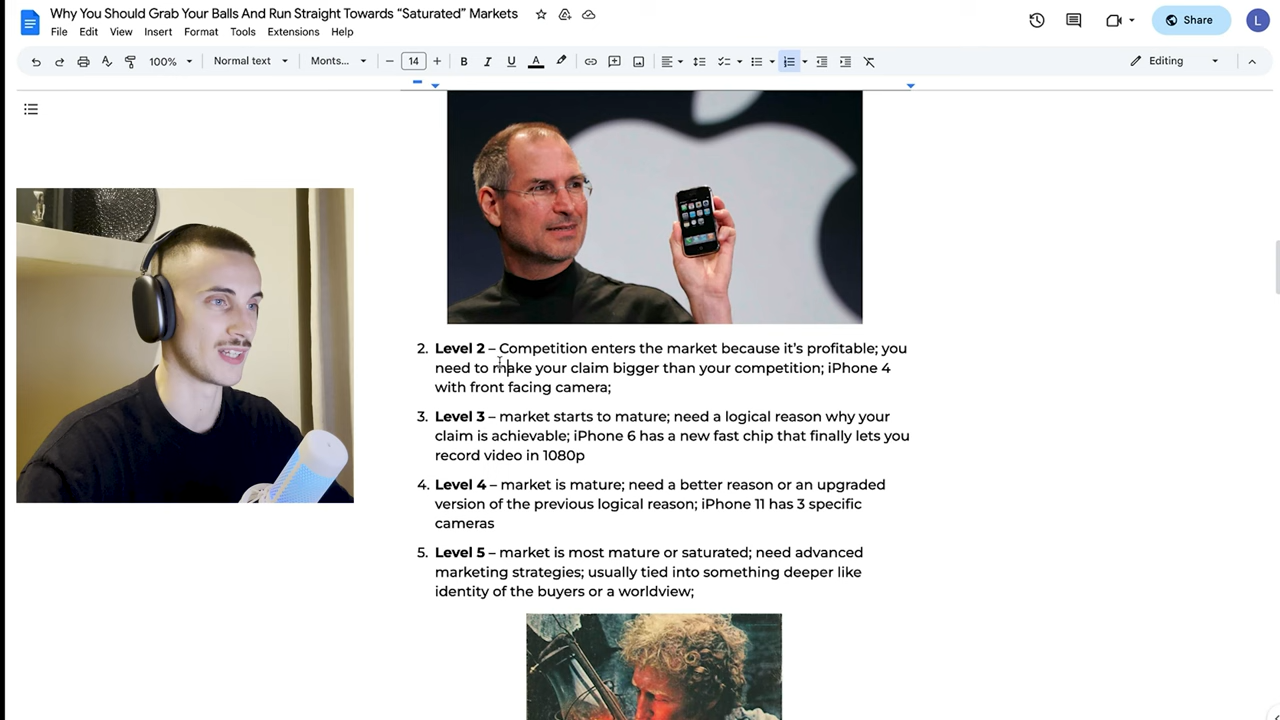 Why You Should Grab Your Balls And Run Straight Towards “Saturated” Markets
File Edit View Insert Format Tools Extensions Help
Share
L
100% Normal text Monts... 14 B I U A Editing
2. Level 2 – Competition enters the market because it’s profitable; you
need to make your claim bigger than your competition; iPhone 4
with front facing camera;
3. Level 3 – market starts to mature; need a logical reason why your
claim is achievable; iPhone 6 has a new fast chip that finally lets you
record video in 1080p
4. Level 4 – market is mature; need a better reason or an upgraded
version of the previous logical reason; iPhone 11 has 3 specific
cameras
5. Level 5 – market is most mature or saturated; need advanced
marketing strategies; usually tied into something deeper like
identity of the buyers or a worldview;